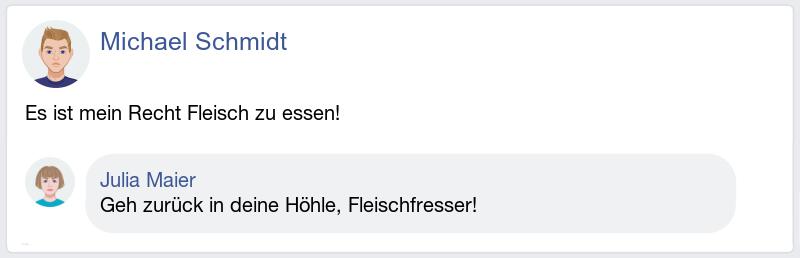 Michael Schmidt
Es ist mein Recht Fleisch zu essen!
Julia Maier
Geh zurück in deine Höhle, Fleischfresser!